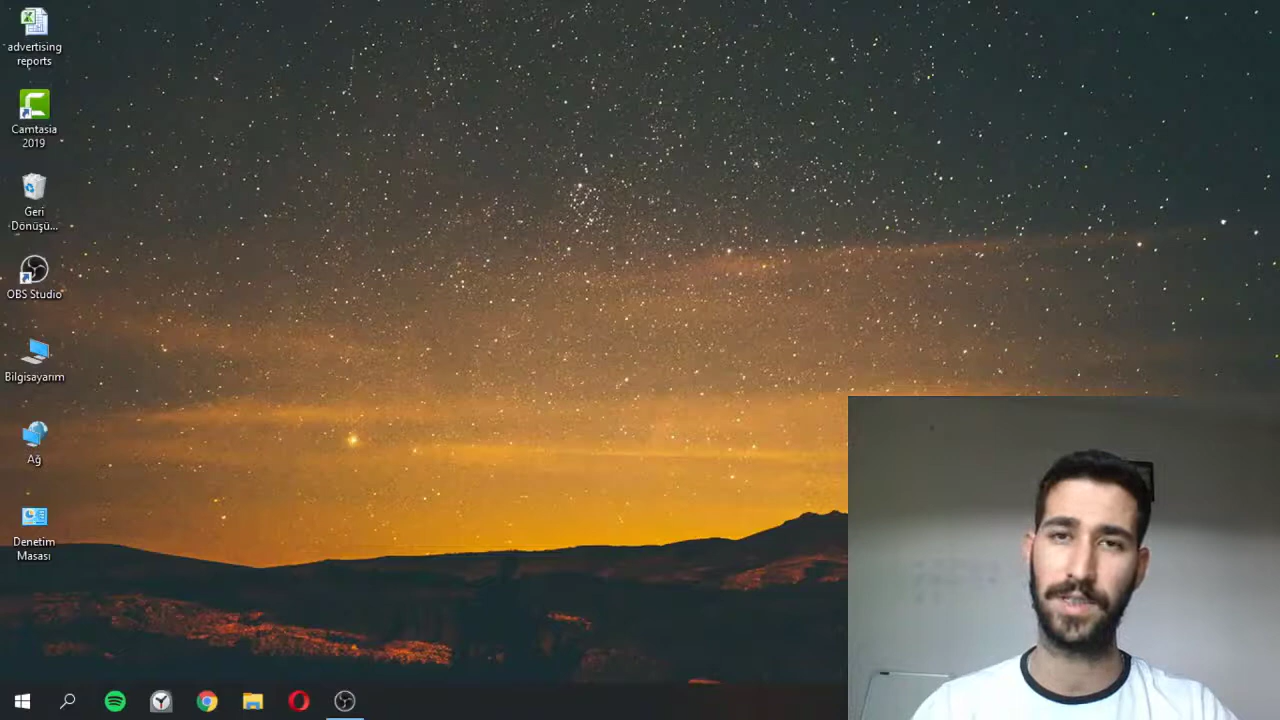 advertising
reports
Camtasia
2019
Geri
Dönüşü...
OBS Studio
Bilgisayarım
Ağ
Denetim
Masası